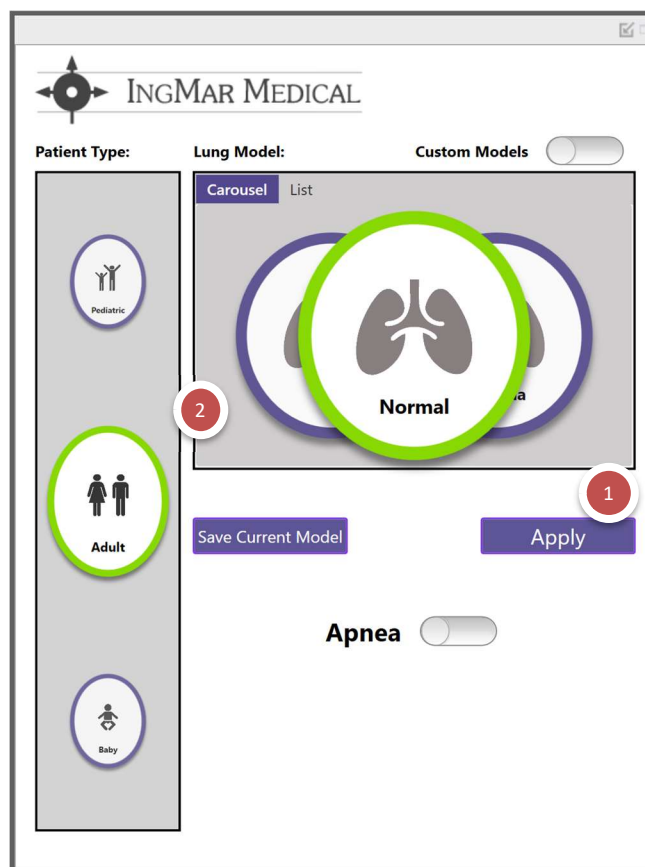 INGMAR MEDICAL
Patient Type:
Lung Model:
Custom Models
Carousel
List
Pediatric
Normal
2
1
Adult
Save Current Model
Apply
Apnea
Baby